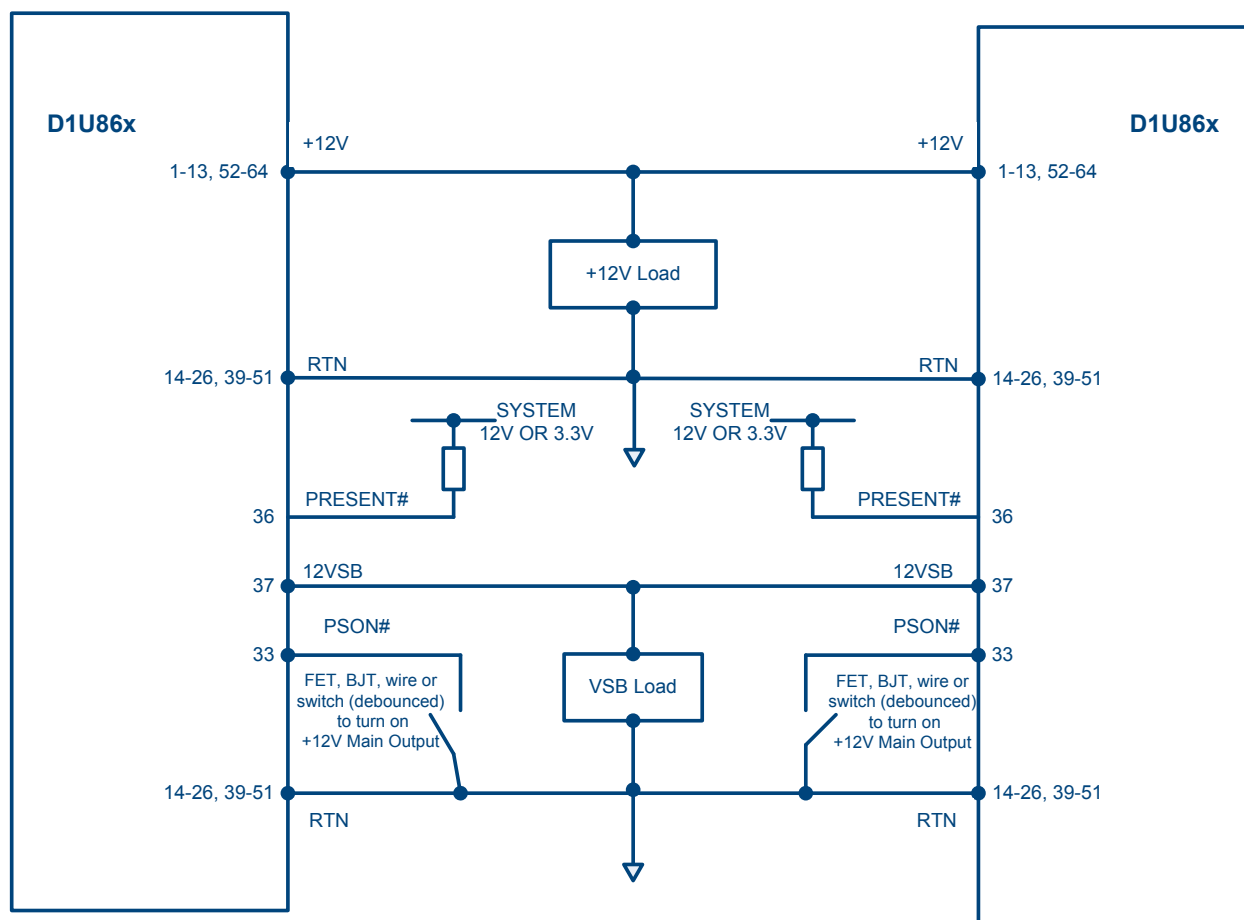 D1U86x
D1U86x
+12V
+12V
1-13, 52-64
1-13, 52-64
+12V Load
RTN
RTN
14-26, 39-51
14-26, 39-51
SYSTEM
12V OR 3.3V
SYSTEM
12V OR 3.3V
PRESENT#
PRESENT#
36
36
12VSB
12VSB
37
37
PSON#
PSON#
33
33
FET, BJT, wire or
switch (debounced)
to turn on
+12V Main Output
VSB Load
FET, BJT, wire or
switch (debounced)
to turn on
+12V Main Output
14-26, 39-51
14-26, 39-51
RTN
RTN